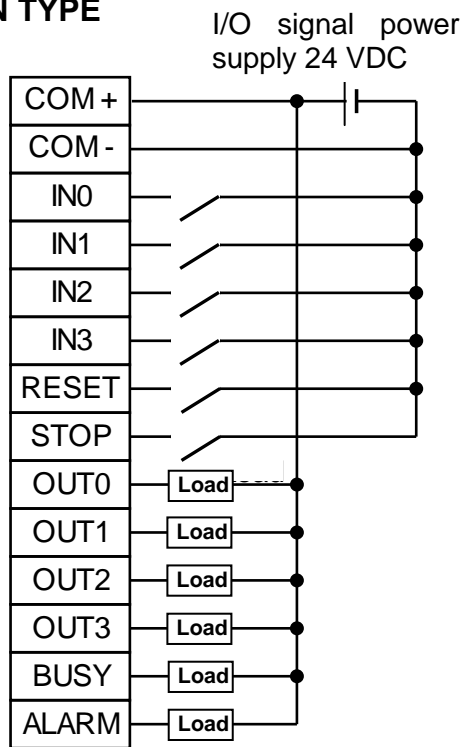 N TYPE
I/O signal power
supply 24 VDC
COM +
COM -
IN0
IN1
IN2
IN3
RESET
STOP
OUT0 Load
OUT1 Load
OUT2 Load
OUT3 Load
BUSY Load
ALARM Load